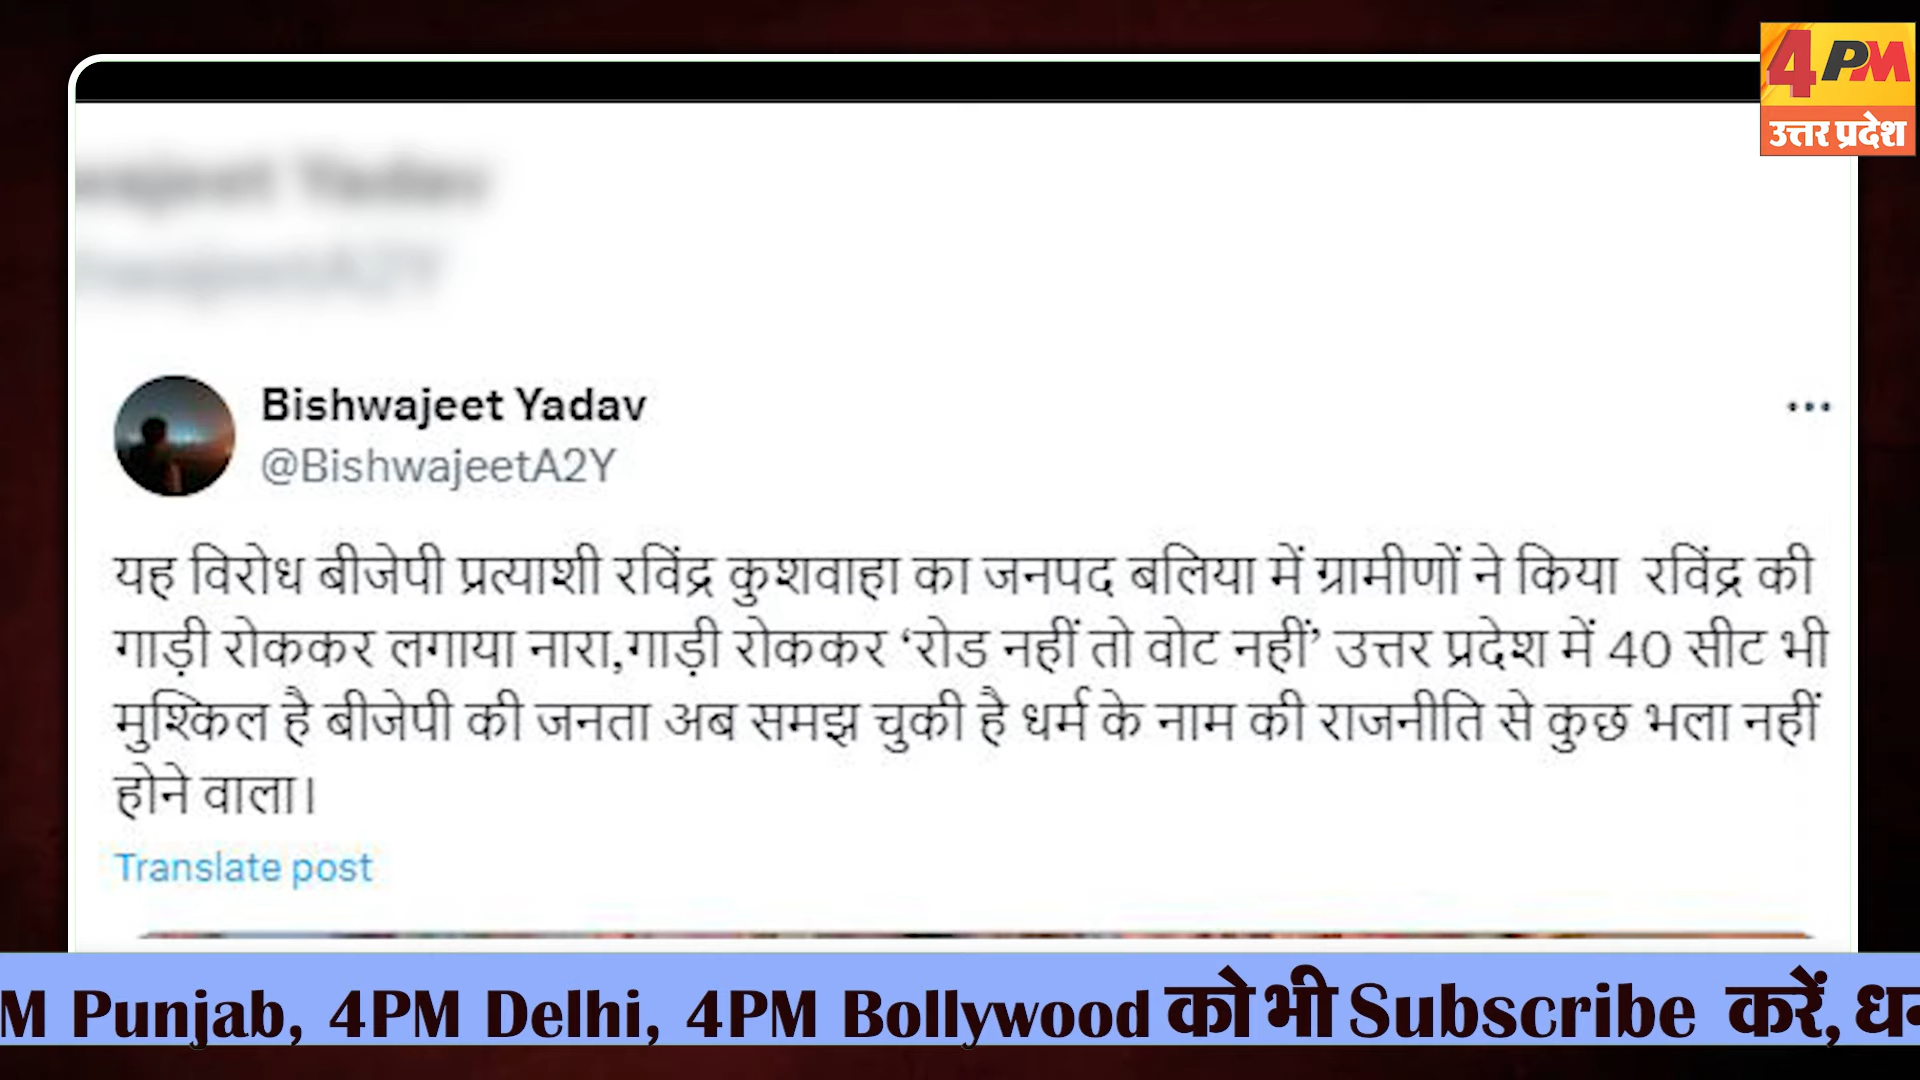 4PM
उत्तर प्रदेश
wajeet Yadav
Bishwajeet Yadav
@BishwajeetA2Y
यह विरोध बीजेपी प्रत्याशी रविंद्र कुशवाहा का जनपद बलिया में ग्रामीणों ने किया रविंद्र की
गाड़ी रोककर लगाया नारा,गाड़ी रोककर ‘रोड नहीं तो वोट नहीं’ उत्तर प्रदेश में 40 सीट भी
मुश्किल है बीजेपी की जनता अब समझ चुकी है धर्म के नाम की राजनीति से कुछ भला नहीं
होने वाला।
Translate post
M Punjab, 4PM Delhi, 4PM Bollywood को भी Subscribe करें,